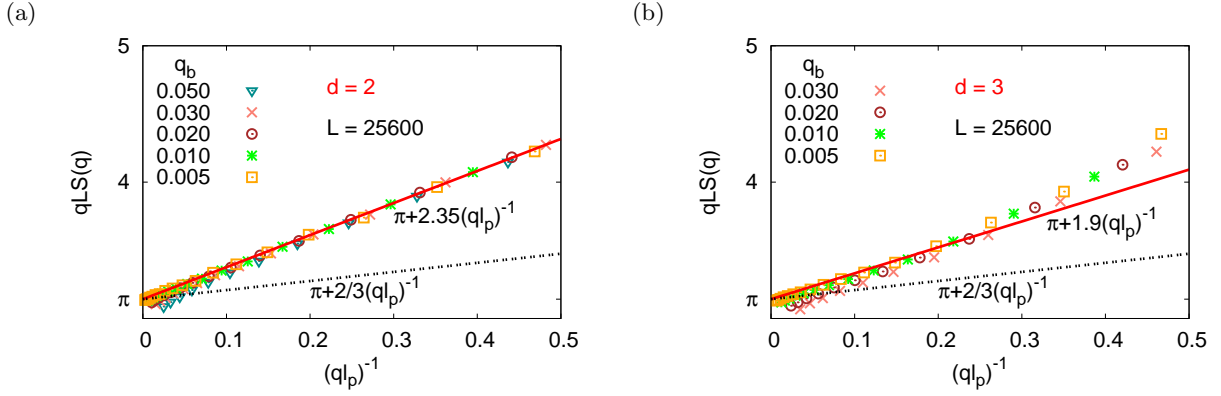 (a)
5
4
π
qLS(q)
q_b
0.050
0.030
0.020
0.010
0.005
d = 2
L = 25600
π+2.35(ql_p)^-1
π+2/3(ql_p)^-1
0 0.1 0.2 0.3 0.4 0.5
(ql_p)^-1
(b)
5
4
π
qLS(q)
q_b
0.030
0.020
0.010
0.005
d = 3
L = 25600
π+1.9(ql_p)^-1
π+2/3(ql_p)^-1
0 0.1 0.2 0.3 0.4 0.5
(ql_p)^-1